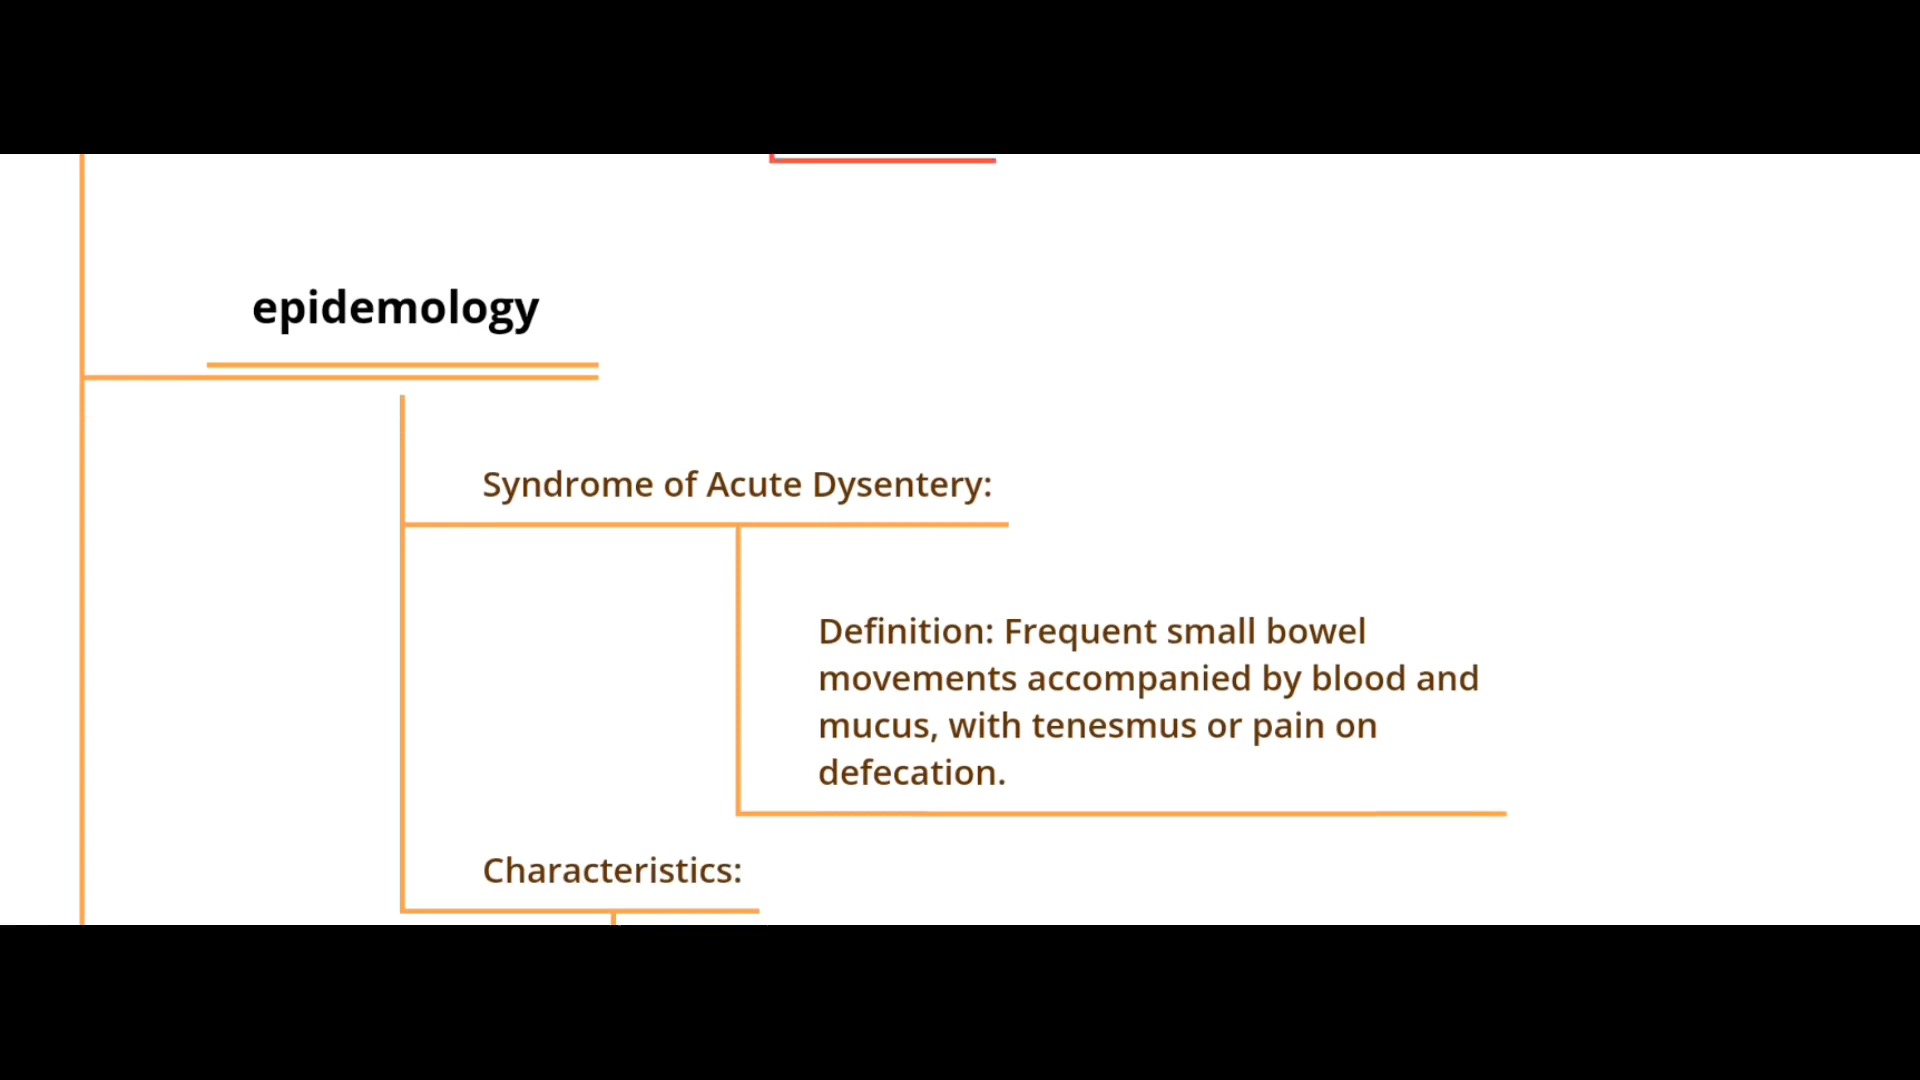 epidemology
Syndrome of Acute Dysentery:
Definition: Frequent small bowel
movements accompanied by blood and
mucus, with tenesmus or pain on
defecation.
Characteristics: